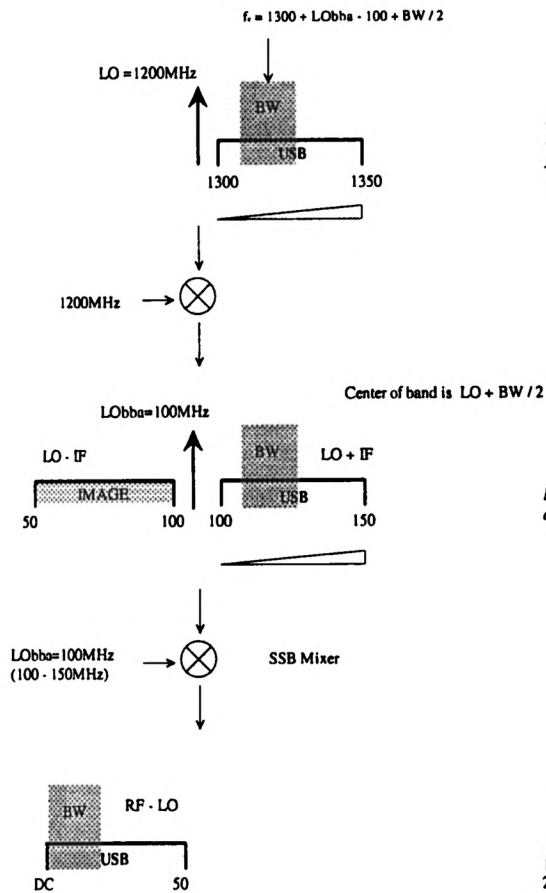 fc = 1300 + LObba - 100 + BW / 2
LO = 1200MHz
BW
USB
1300 1350
1200MHz
Center of band is LO + BW / 2
LObba = 100MHz
LO - IF
BW
LO + IF
IMAGE
USB
50 100 100 150
LObba=100MHz
(100 - 150MHz)
SSB Mixer
BW
RF - LO
USB
DC 50